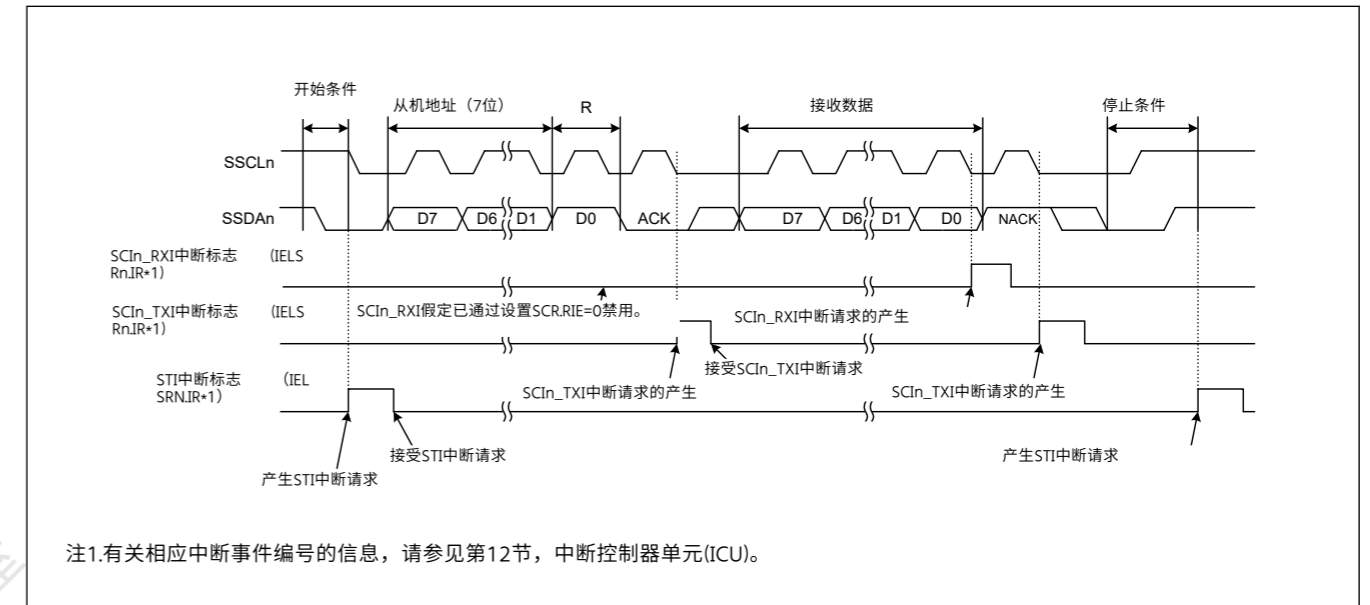 开始条件
从机地址（7位）
R
接收数据
停止条件
SSCLn
SSDAn
D7
D6
D1
D0
ACK
D7
D6
D1
D0
NACK
SCIn_RXI中断标志 （IELS
Rn.IR*1）
SCIn_RXI假定已通过设置SCR.RIE=0禁用。
SCIn_RXI中断请求的产生
SCIn_TXI中断标志 （IELS
Rn.IR*1）
接受SCIn_TXI中断请求
SCIn_TXI中断请求的产生
SCIn_TXI中断请求的产生
STI中断标志 （IEL
SRN.IR*1）
接受STI中断请求
产生STI中断请求
产生STI中断请求
注1.有关相应中断事件编号的信息，请参见第12节，中断控制器单元(ICU)。